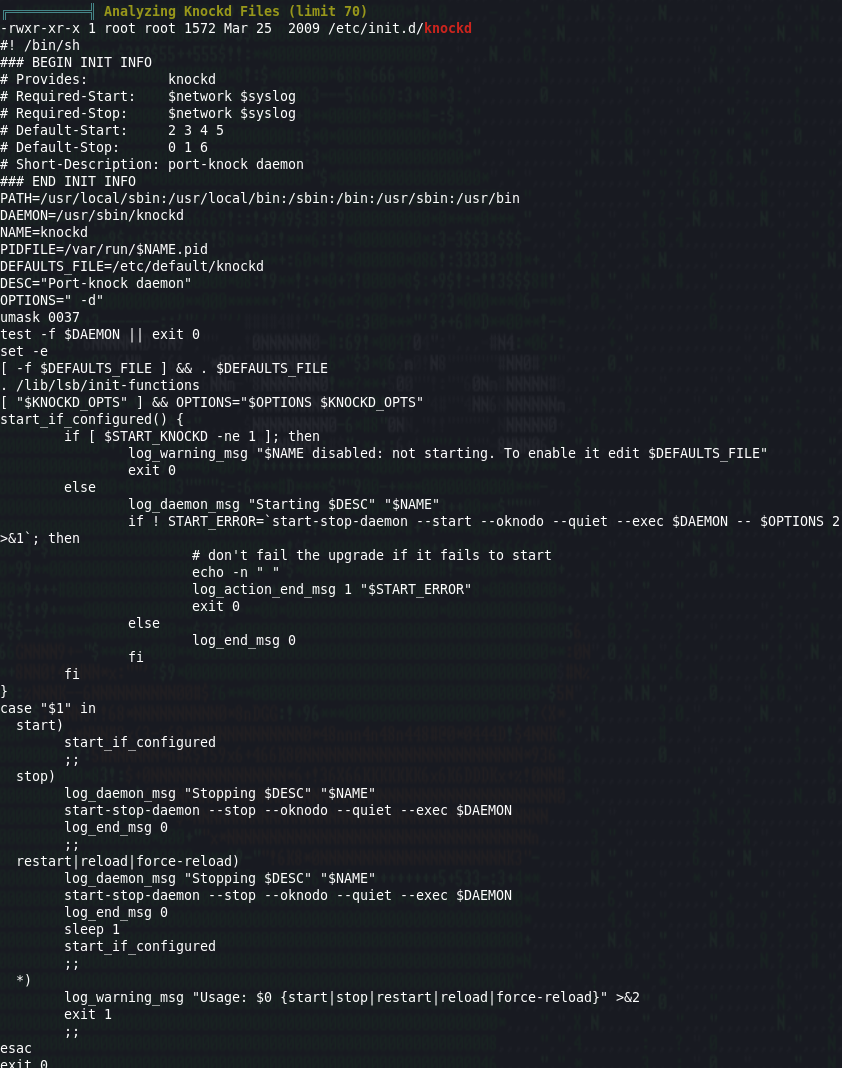 ╔══════════╣ Analyzing Knockd Files (limit 70)
-rwxr-xr-x 1 root root 1572 Mar 25  2009 /etc/init.d/knockd
#! /bin/sh
### BEGIN INIT INFO
# Provides:          knockd
# Required-Start:    $network $syslog
# Required-Stop:     $network $syslog
# Default-Start:     2 3 4 5
# Default-Stop:      0 1 6
# Short-Description: port-knock daemon
### END INIT INFO
PATH=/usr/local/sbin:/usr/local/bin:/sbin:/bin:/usr/sbin:/usr/bin
DAEMON=/usr/sbin/knockd
NAME=knockd
PIDFILE=/var/run/$NAME.pid
DEFAULTS_FILE=/etc/default/knockd
DESC="Port-knock daemon"
OPTIONS=" -d"
umask 0037
test -f $DAEMON || exit 0
set -e
[ -f $DEFAULTS_FILE ] && . $DEFAULTS_FILE
. /lib/lsb/init-functions
[ "$KNOCKD_OPTS" ] && OPTIONS="$OPTIONS $KNOCKD_OPTS"
start_if_configured() {
        if [ $START_KNOCKD -ne 1 ]; then
                log_warning_msg "$NAME disabled: not starting. To enable it edit $DEFAULTS_FILE"
                exit 0
        else
                log_daemon_msg "Starting $DESC" "$NAME"
                if ! START_ERROR=`start-stop-daemon --start --oknodo --quiet --exec $DAEMON -- $OPTIONS 2
>&1`; then
                        # don't fail the upgrade if it fails to start
                        echo -n " "
                        log_action_end_msg 1 "$START_ERROR"
                        exit 0
                else
                        log_end_msg 0
                fi
        fi
}
case "$1" in
  start)
        start_if_configured
        ;;
  stop)
        log_daemon_msg "Stopping $DESC" "$NAME"
        start-stop-daemon --stop --oknodo --quiet --exec $DAEMON
        log_end_msg 0
        ;;
  restart|reload|force-reload)
        log_daemon_msg "Stopping $DESC" "$NAME"
        start-stop-daemon --stop --oknodo --quiet --exec $DAEMON
        log_end_msg 0
        sleep 1
        start_if_configured
        ;;
  *)
        log_warning_msg "Usage: $0 {start|stop|restart|reload|force-reload}" >&2
        exit 1
        ;;
esac
exit 0